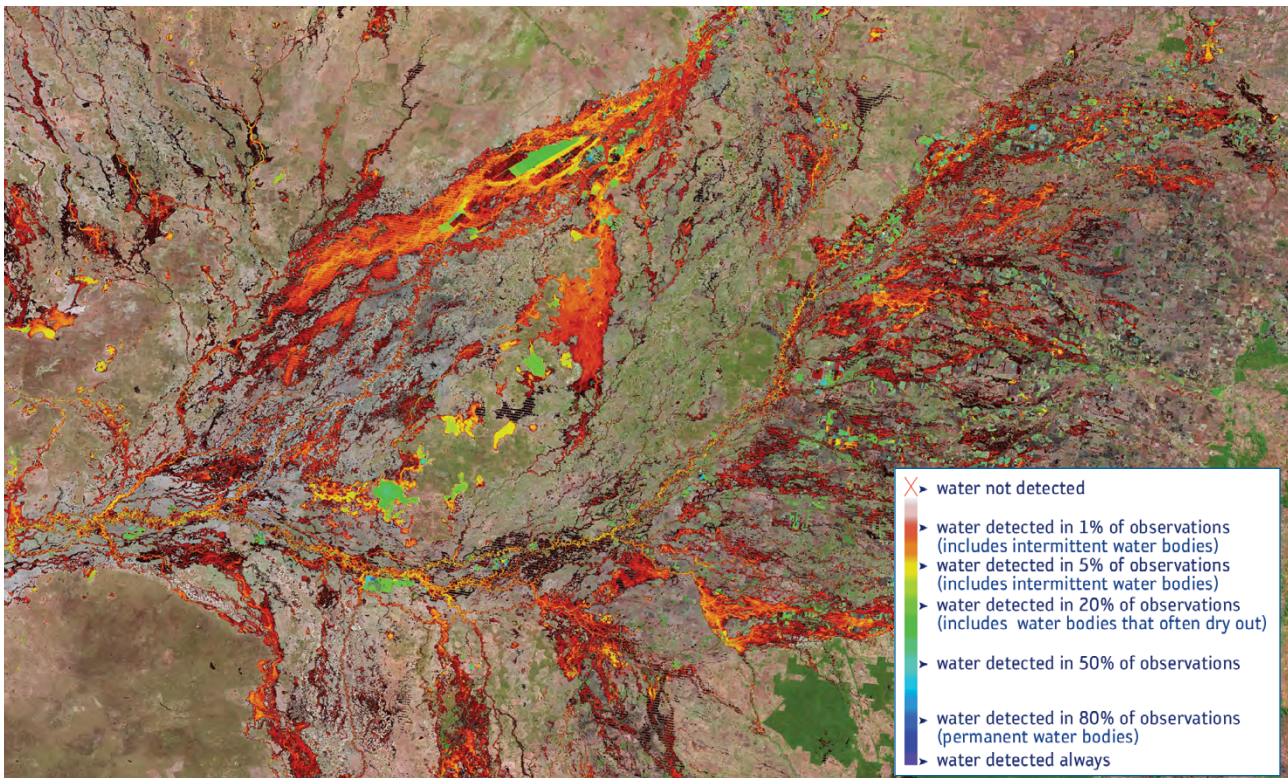 water not detected
water detected in 1% of observations
(includes intermittent water bodies)
water detected in 5% of observations
(includes intermittent water bodies)
water detected in 20% of observations
(includes water bodies that often dry out)
water detected in 50% of observations
water detected in 80% of observations
(permanent water bodies)
water detected always